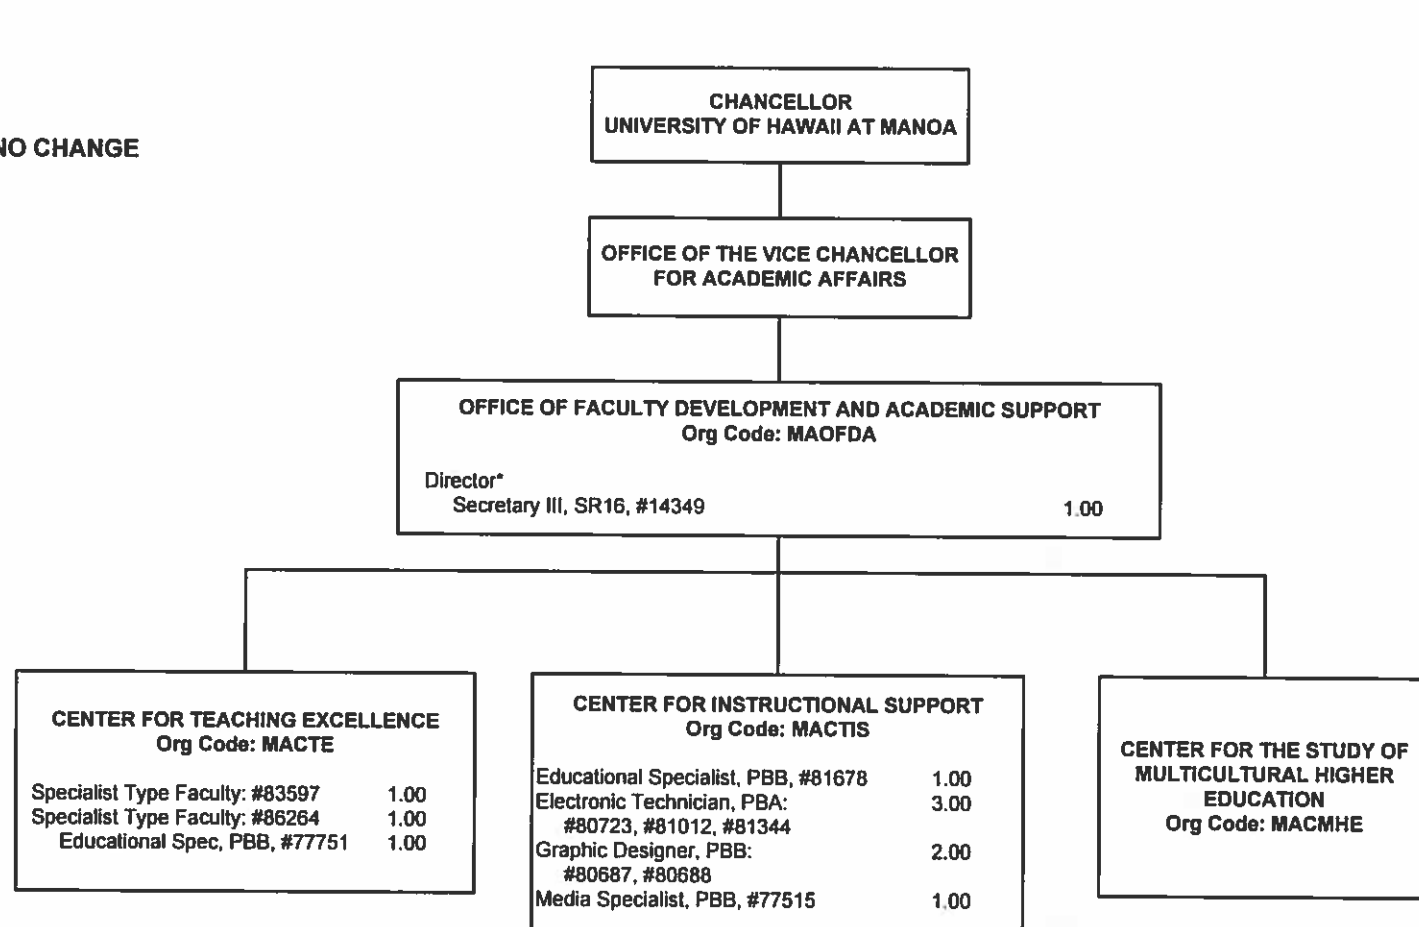 CHANCELLOR
UNIVERSITY OF HAWAII AT MANOA
NO CHANGE
OFFICE OF THE VICE CHANCELLOR
FOR ACADEMIC AFFAIRS
OFFICE OF FACULTY DEVELOPMENT AND ACADEMIC SUPPORT
Org Code: MAOFDA
Director*
Secretary III, SR16, #14349 1.00
CENTER FOR TEACHING EXCELLENCE
Org Code: MACTE
Specialist Type Faculty: #83597 1.00
Specialist Type Faculty: #86264 1.00
Educational Spec, PBB, #77751 1.00
CENTER FOR INSTRUCTIONAL SUPPORT
Org Code: MACTIS
Educational Specialist, PBB, #81678 1.00
Electronic Technician, PBA: 3.00
#80723, #81012, #81344
Graphic Designer, PBB: 2.00
#80687, #80688
Media Specialist, PBB, #77515 1.00
CENTER FOR THE STUDY OF
MULTICULTURAL HIGHER
EDUCATION
Org Code: MACMHE